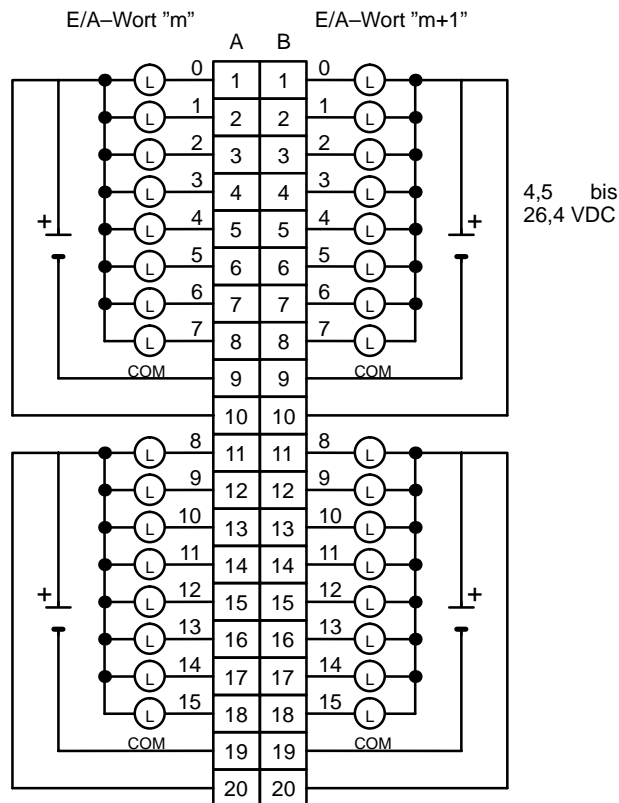 E/A–Wort ”m” E/A–Wort ”m+1”
A B
L 0 1 1 0 L
L 1 2 2 1 L
L 2 3 3 2 L
L 3 4 4 3 L
4,5 bis
26,4 VDC
+ L 4 5 5 4 L +
L 5 6 6 5 L
L 6 7 7 6 L
L 7 8 8 7 L
COM 9 9 COM
10 10
L 8 11 11 8 L
L 9 12 12 9 L
L 10 13 13 10 L
L 11 14 14 11 L
+ L 12 15 15 12 L +
L 13 16 16 13 L
L 14 17 17 14 L
L 15 18 18 15 L
COM 19 19 COM
20 20